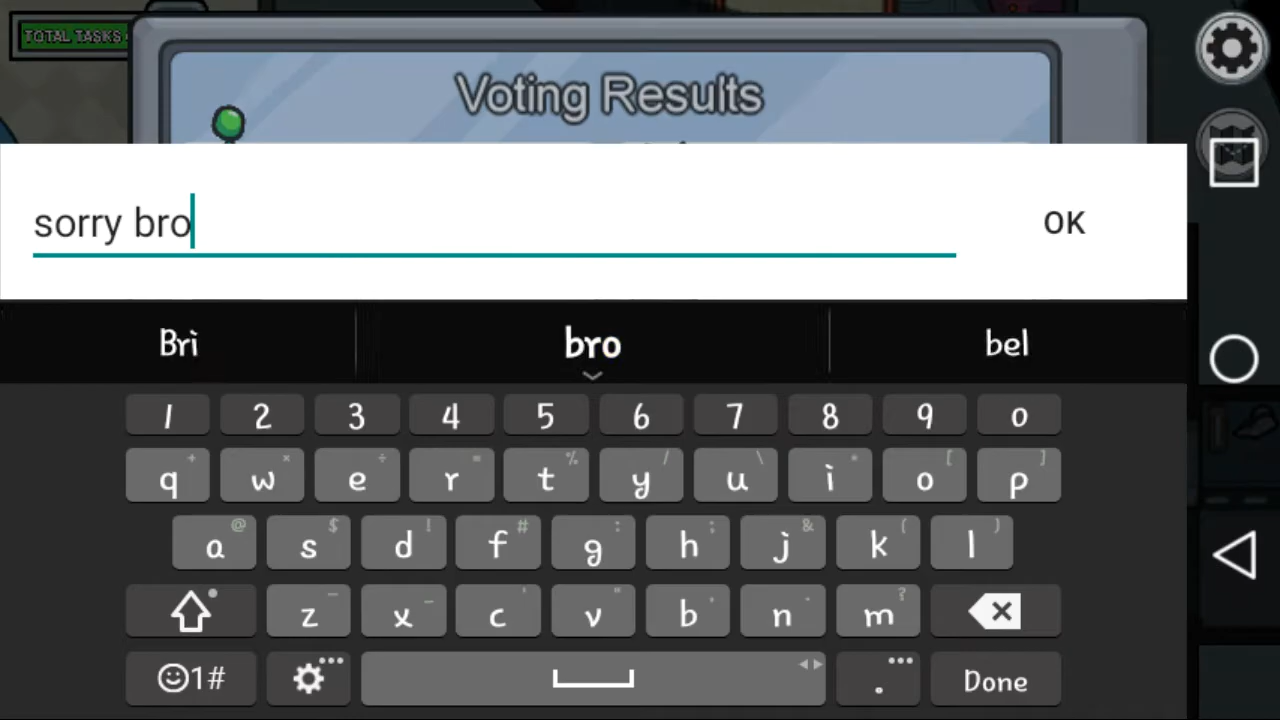 TOTAL TASKS
Voting Results
sorry bro
OK
Bri bro bel
1 2 3 4 5 6 7 8 9 0
+ × ÷ = % / \ * [ ]
q w e r t y u i o p
@ $ ! # : ; & ( )
a s d f g h j k l
z x c v b n m ?
1# . Done